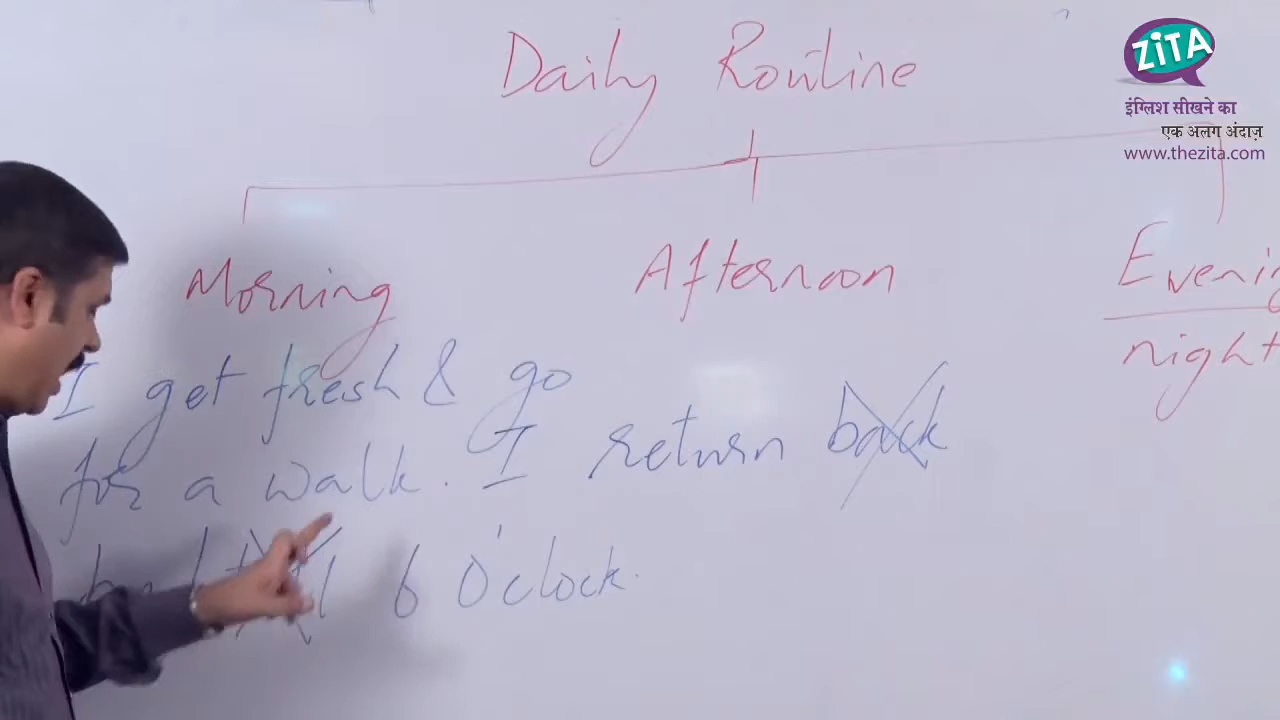 Daily Routine
ZiTA
इंग्लिश सीखने का
एक अलग अंदाज़
www.thezita.com
Morning
Afternoon
Evening
night
I get fresh & go
for a walk. I return back
6 O'clock.